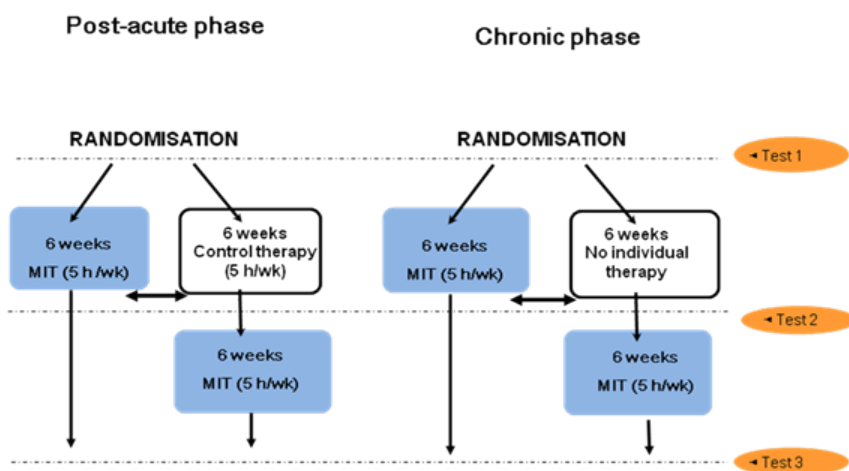 Post-acute phase
Chronic phase
RANDOMISATION
RANDOMISATION
Test 1
6 weeks
MIT (5 h/wk)
6 weeks
Control therapy
(5 h/wk)
6 weeks
MIT (5 h/wk)
6 weeks
No individual
therapy
Test 2
6 weeks
MIT (5 h/wk)
6 weeks
MIT (5 h/wk)
Test 3